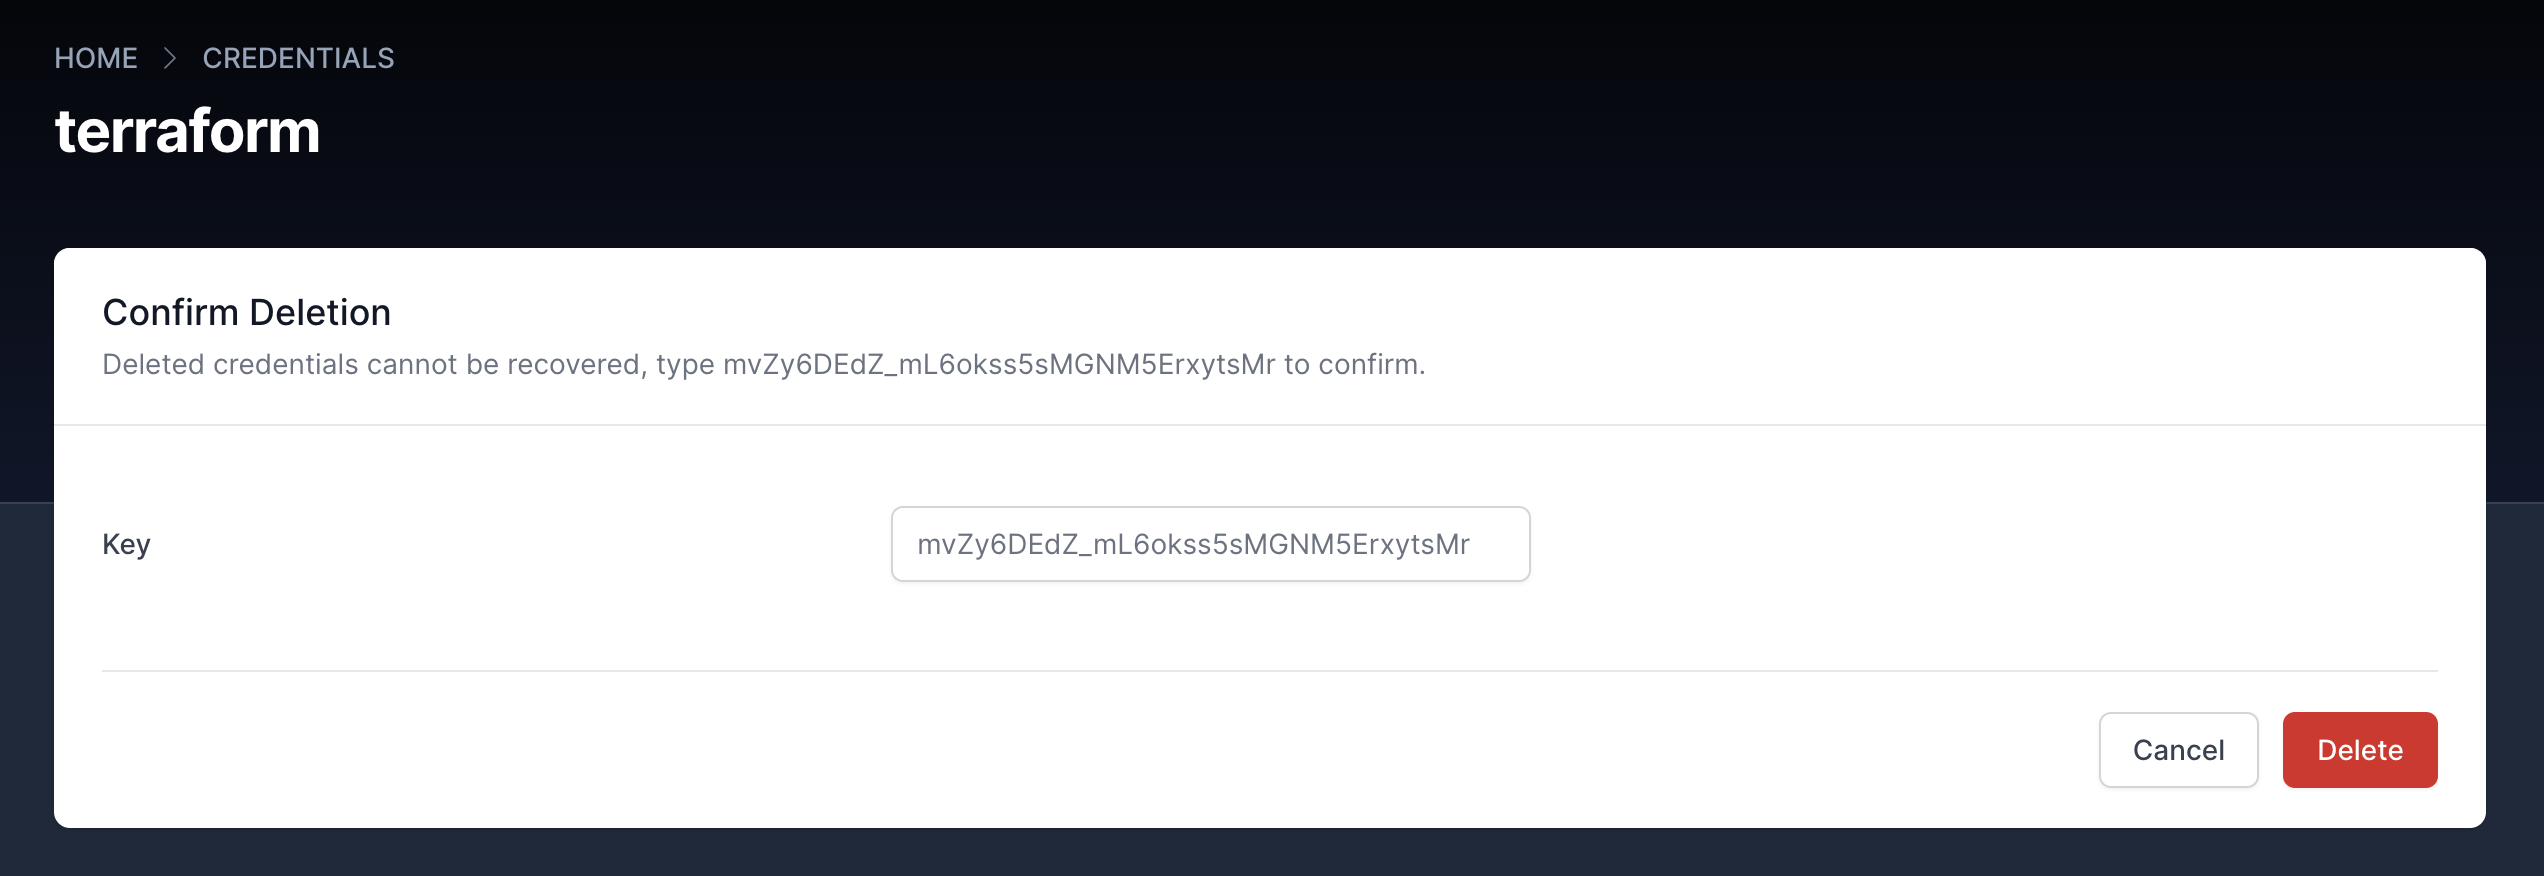 HOME > CREDENTIALS
terraform
Confirm Deletion
Deleted credentials cannot be recovered, type mvZy6DEdZ_mL6okss5sMGNM5ErxytsMr to confirm.
Key
mvZy6DEdZ_mL6okss5sMGNM5ErxytsMr
Cancel
Delete